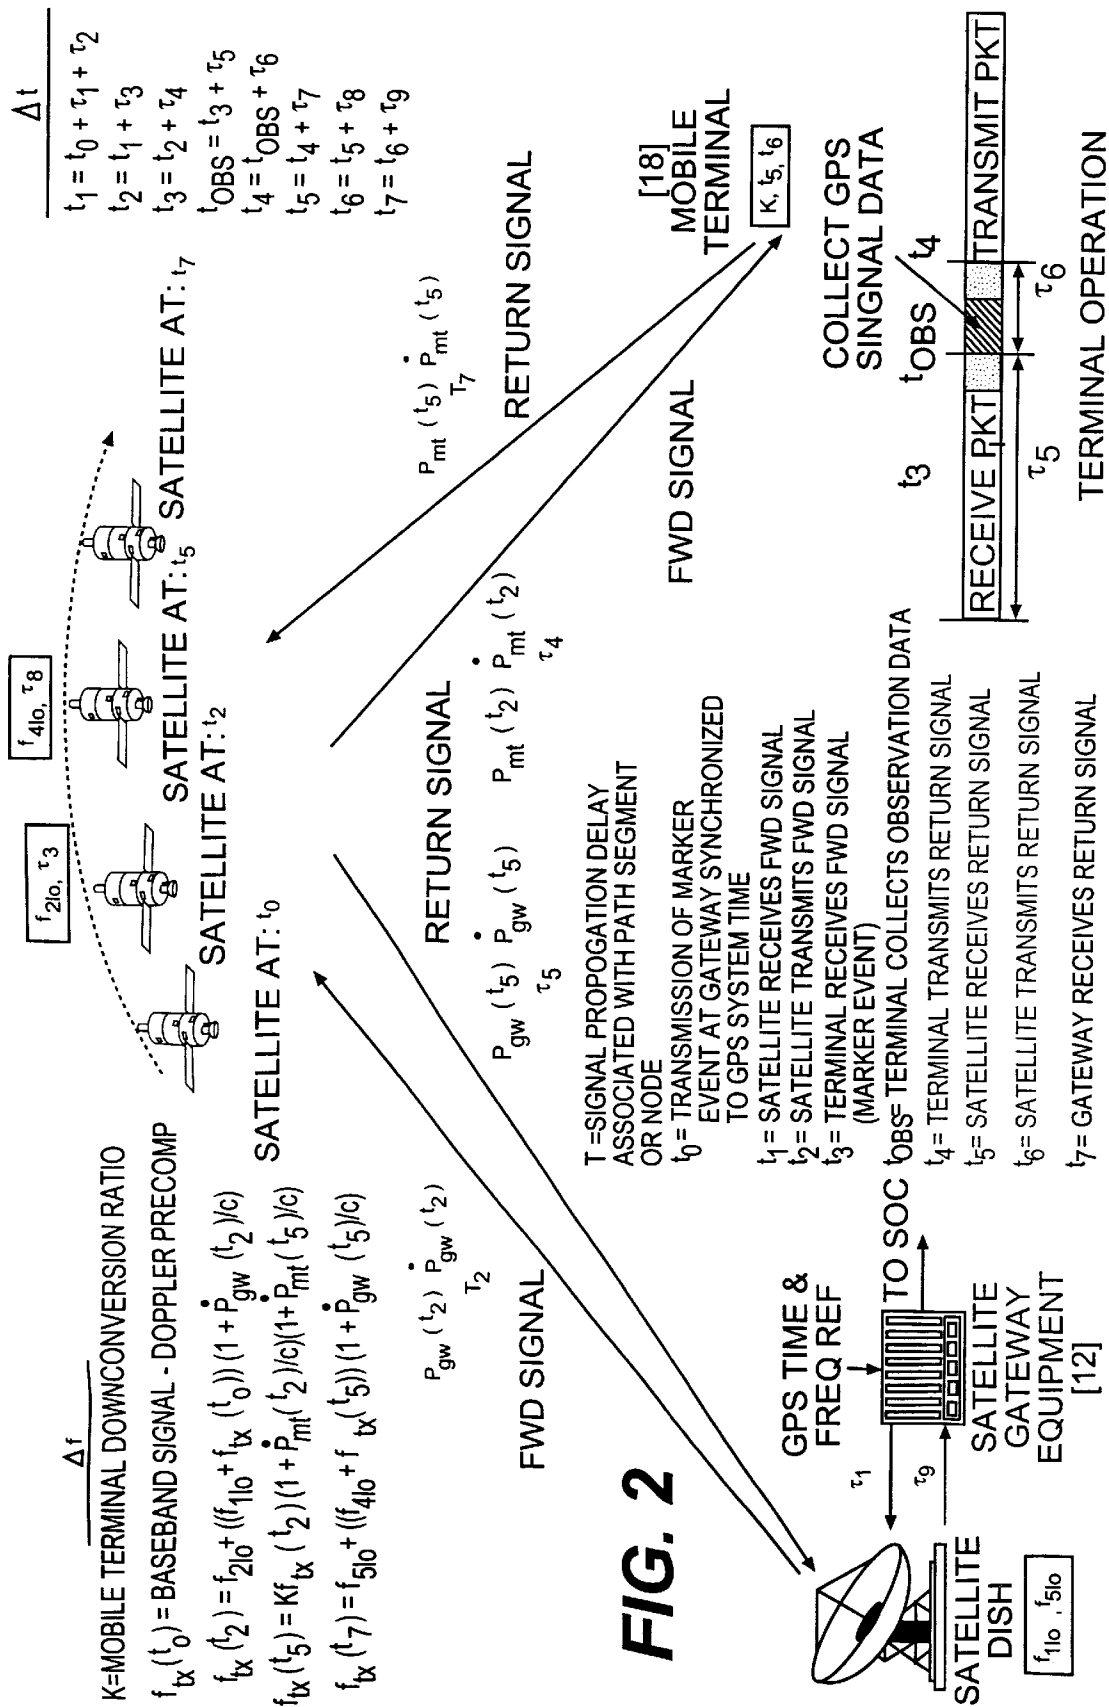 Δf
K=MOBILE TERMINAL DOWNCONVERSION RATIO
f_tx(t_0) = BASEBAND SIGNAL - DOPPLER PRECOMP
f_tx(t_2) = f_2lo + ((f_1lo + f_tx (t_0)) (1 + Ṗ_gw (t_2)/c)
f_tx(t_5) = Kf_tx (t_2) (1 + Ṗ_mt (t_2)/c)(1+ Ṗ_mt(t_5)/c)
f_tx(t_7) = f_5lo + ((f_4lo + f_tx(t_5)) (1 + Ṗ_gw (t_5)/c)
f_2lo, τ_3
f_4lo, τ_8
SATELLITE AT: t_0
SATELLITE AT: t_2
SATELLITE AT: t_5
SATELLITE AT: t_7
Δt
t_1 = t_0 + τ_1 + τ_2
t_2 = t_1 + τ_3
t_3 = t_2 + τ_4
t_OBS = t_3 + τ_5
t_4 = t_OBS + τ_6
t_5 = t_4 + τ_7
t_6 = t_5 + τ_8
t_7 = t_6 + τ_9
P_gw (t_2) Ṗ_gw (t_2)
T_2
FWD SIGNAL
RETURN SIGNAL
P_gw (t_5) Ṗ_gw (t_5)
τ_5
P_mt (t_2) Ṗ_mt (t_2)
τ_4
P_mt (t_5) Ṗ_mt (t_5)
T_7
RETURN SIGNAL
FWD SIGNAL
[18]
MOBILE
TERMINAL
K, t_5, t_6
FIG. 2
GPS TIME &
FREQ REF
τ_1
τ_9
TO SOC
SATELLITE
DISH
f_1lo, f_5lo
SATELLITE
GATEWAY
EQUIPMENT
[12]
T =SIGNAL PROPOGATION DELAY
ASSOCIATED WITH PATH SEGMENT
OR NODE
t_0 = TRANSMISSION OF MARKER
EVENT AT GATEWAY SYNCHRONIZED
TO GPS SYSTEM TIME
t_1 = SATELLITE RECEIVES FWD SIGNAL
t_2 = SATELLITE TRANSMITS FWD SIGNAL
t_3 = TERMINAL RECEIVES FWD SIGNAL
(MARKER EVENT)
t_OBS = TERMINAL COLLECTS OBSERVATION DATA
t_4 = TERMINAL TRANSMITS RETURN SIGNAL
t_5 = SATELLITE RECEIVES RETURN SIGNAL
t_6 = SATELLITE TRANSMITS RETURN SIGNAL
t_7 = GATEWAY RECEIVES RETURN SIGNAL
COLLECT GPS
SINGNAL DATA
t_3
t_OBS
t_4
RECEIVE PKT
TRANSMIT PKT
τ_5
τ_6
TERMINAL OPERATION